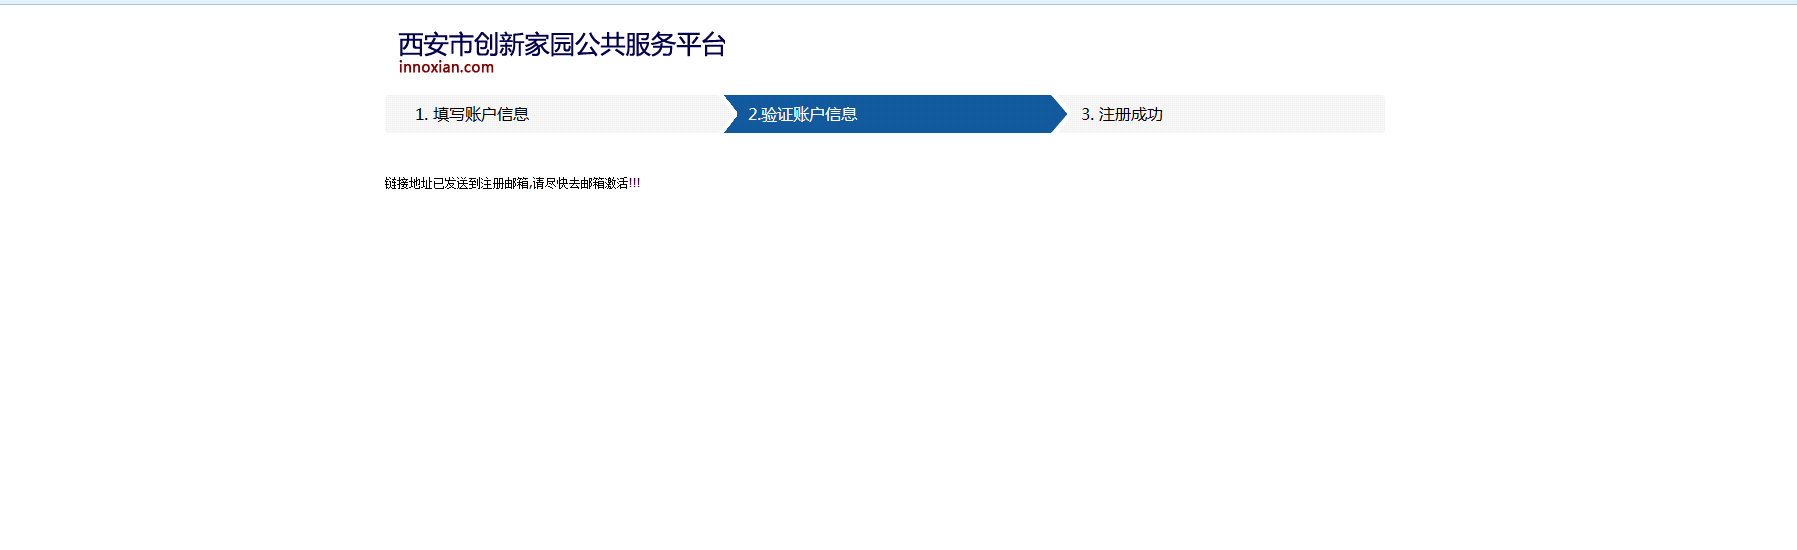 西安市创新家园公共服务平台
innoxian.com
1. 填写账户信息
2.验证账户信息
3. 注册成功
链接地址已发送到注册邮箱,请尽快去邮箱激活!!!